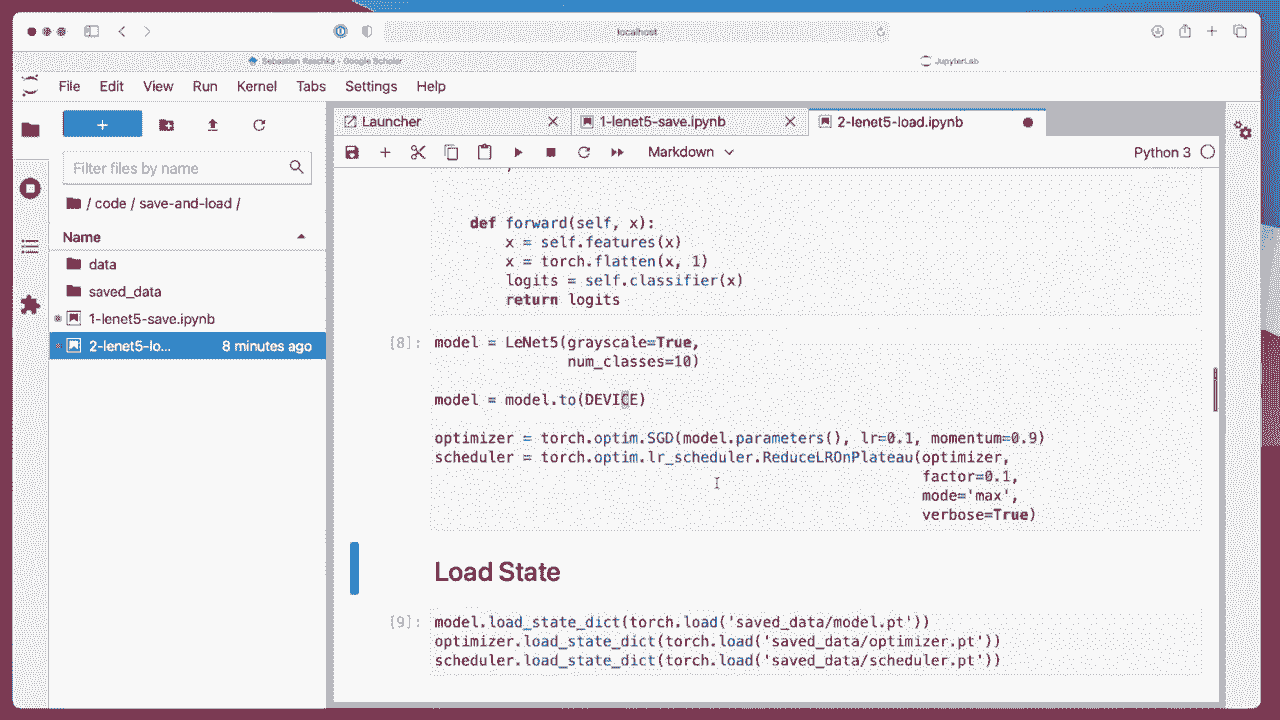 localhost
Sebastian Raschka - Google Scholar
JupyterLab
File Edit View Run Kernel Tabs Settings Help
Launcher
1-lenet5-save.ipynb
2-lenet5-load.ipynb
Markdown
Python 3
Filter files by name
/ code / save-and-load /
Name
data
saved_data
1-lenet5-save.ipynb
2-lenet5-lo... 8 minutes ago
def forward(self, x):
x = self.features(x)
x = torch.flatten(x, 1)
logits = self.classifier(x)
return logits
[8]: model = LeNet5(grayscale=True,
num_classes=10)
model = model.to(DEVICE)
optimizer = torch.optim.SGD(model.parameters(), lr=0.1, momentum=0.9)
scheduler = torch.optim.lr_scheduler.ReduceLROnPlateau(optimizer,
factor=0.1,
mode='max',
verbose=True)
Load State
[9]: model.load_state_dict(torch.load('saved_data/model.pt'))
optimizer.load_state_dict(torch.load('saved_data/optimizer.pt'))
scheduler.load_state_dict(torch.load('saved_data/scheduler.pt'))